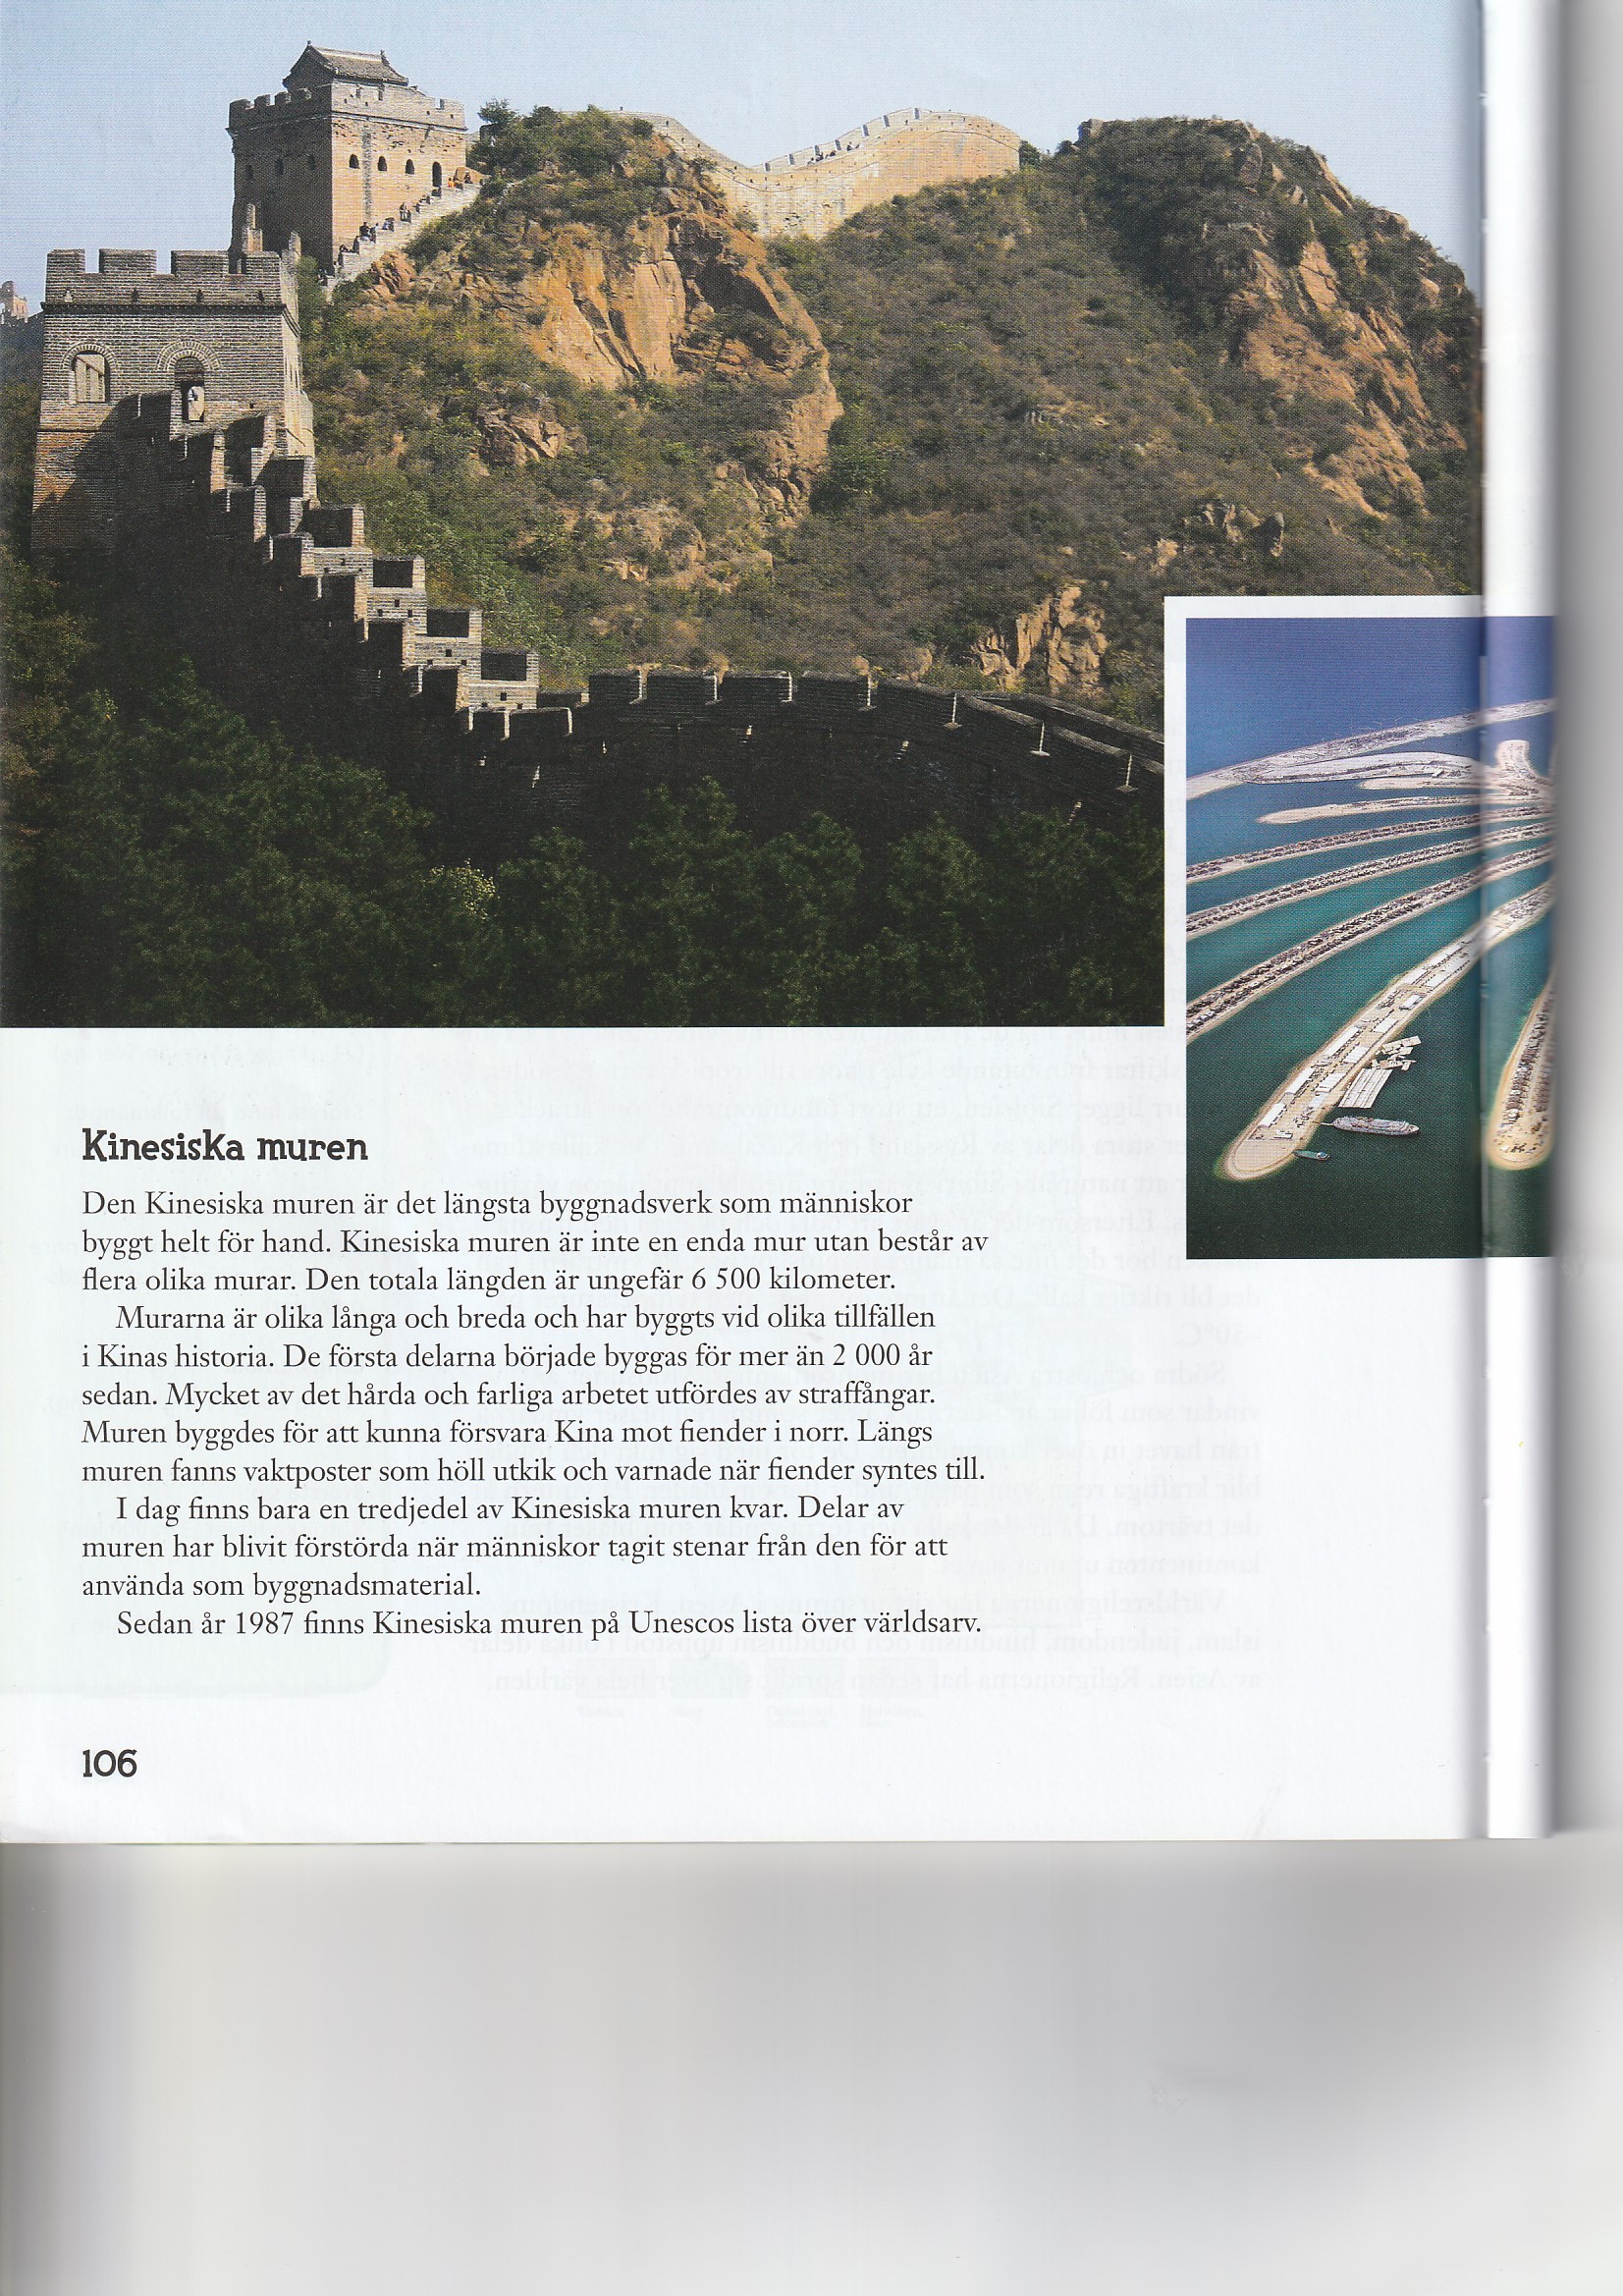 Kinesiska muren
Den Kinesiska muren är det längsta byggnadsverk som människor
byggt helt för hand. Kinesiska muren är inte en enda mur utan består av
flera olika murar. Den totala längden är ungefär 6 500 kilometer.
Murarna är olika långa och breda och har byggts vid olika tillfällen
i Kinas historia. De första delarna började byggas för mer än 2 000 år
sedan. Mycket av det hårda och farliga arbetet utfördes av straffångar.
Muren byggdes för att kunna försvara Kina mot fiender i norr. Längs
muren fanns vaktposter som höll utkik och varnade när fiender syntes till.
I dag finns bara en tredjedel av Kinesiska muren kvar. Delar av
muren har blivit förstörda när människor tagit stenar från den för att
använda som byggnadsmaterial.
Sedan år 1987 finns Kinesiska muren på Unescos lista över världsarv.
106